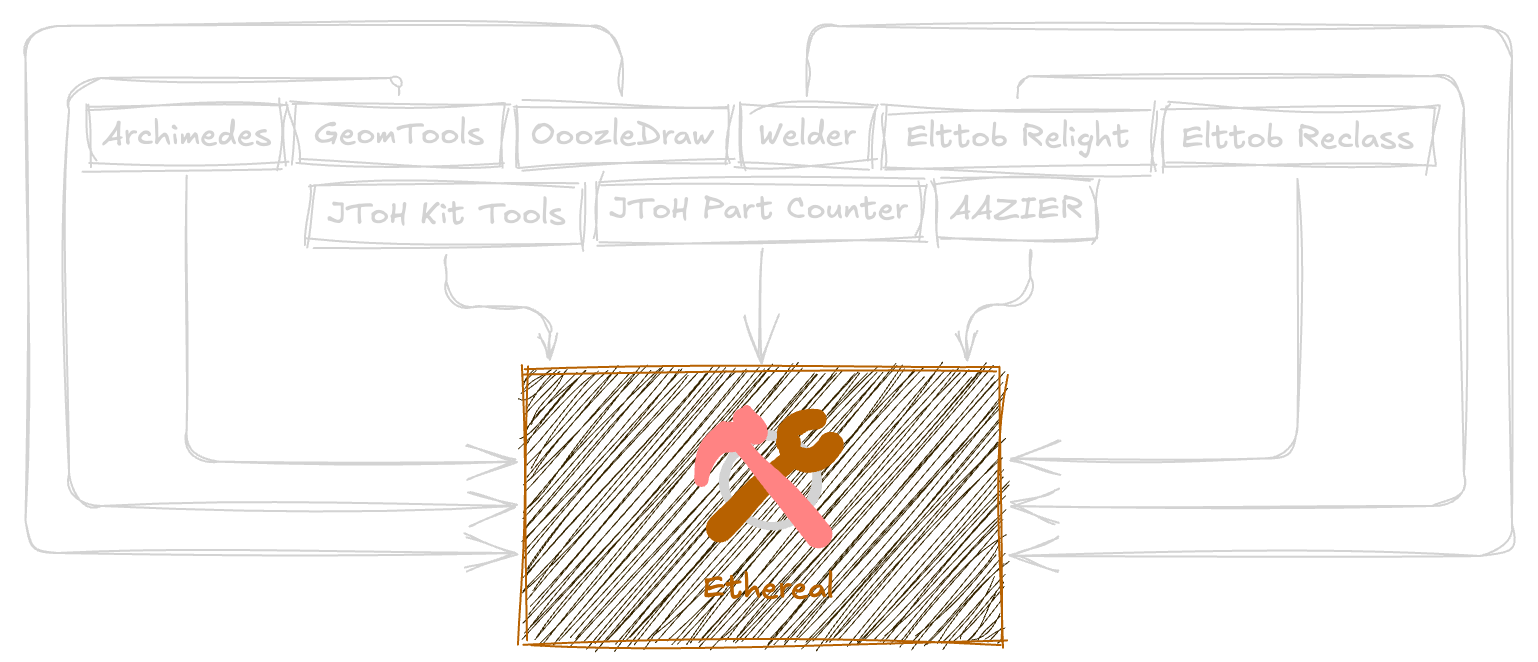 Archimedes
GeomTools
OoozleDraw
Welder
Elttob Relight
Elttob Reclass
JToH Kit Tools
JToH Part Counter
AAZIER
Ethereal